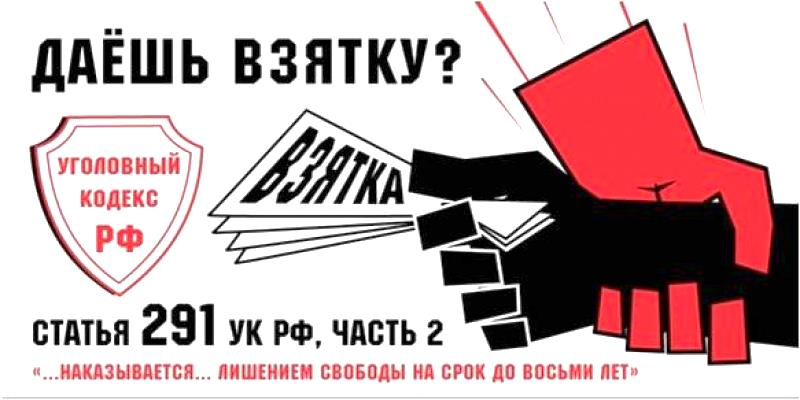 ДАЁШЬ ВЗЯТКУ?
УГОЛОВНЫЙ
КОДЕКС
РФ
ВЗЯТКА
СТАТЬЯ 291 УК РФ, ЧАСТЬ 2
«...НАКАЗЫВАЕТСЯ... ЛИШЕНИЕМ СВОБОДЫ НА СРОК ДО ВОСЬМИ ЛЕТ»